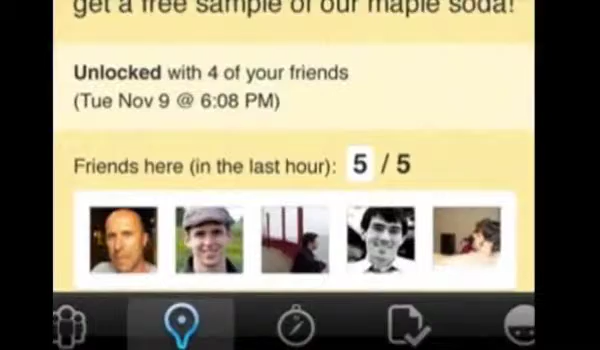 get a free sample of our maple soda!"
Unlocked with 4 of your friends
(Tue Nov 9 @ 6:08 PM)
Friends here (in the last hour): 5 / 5